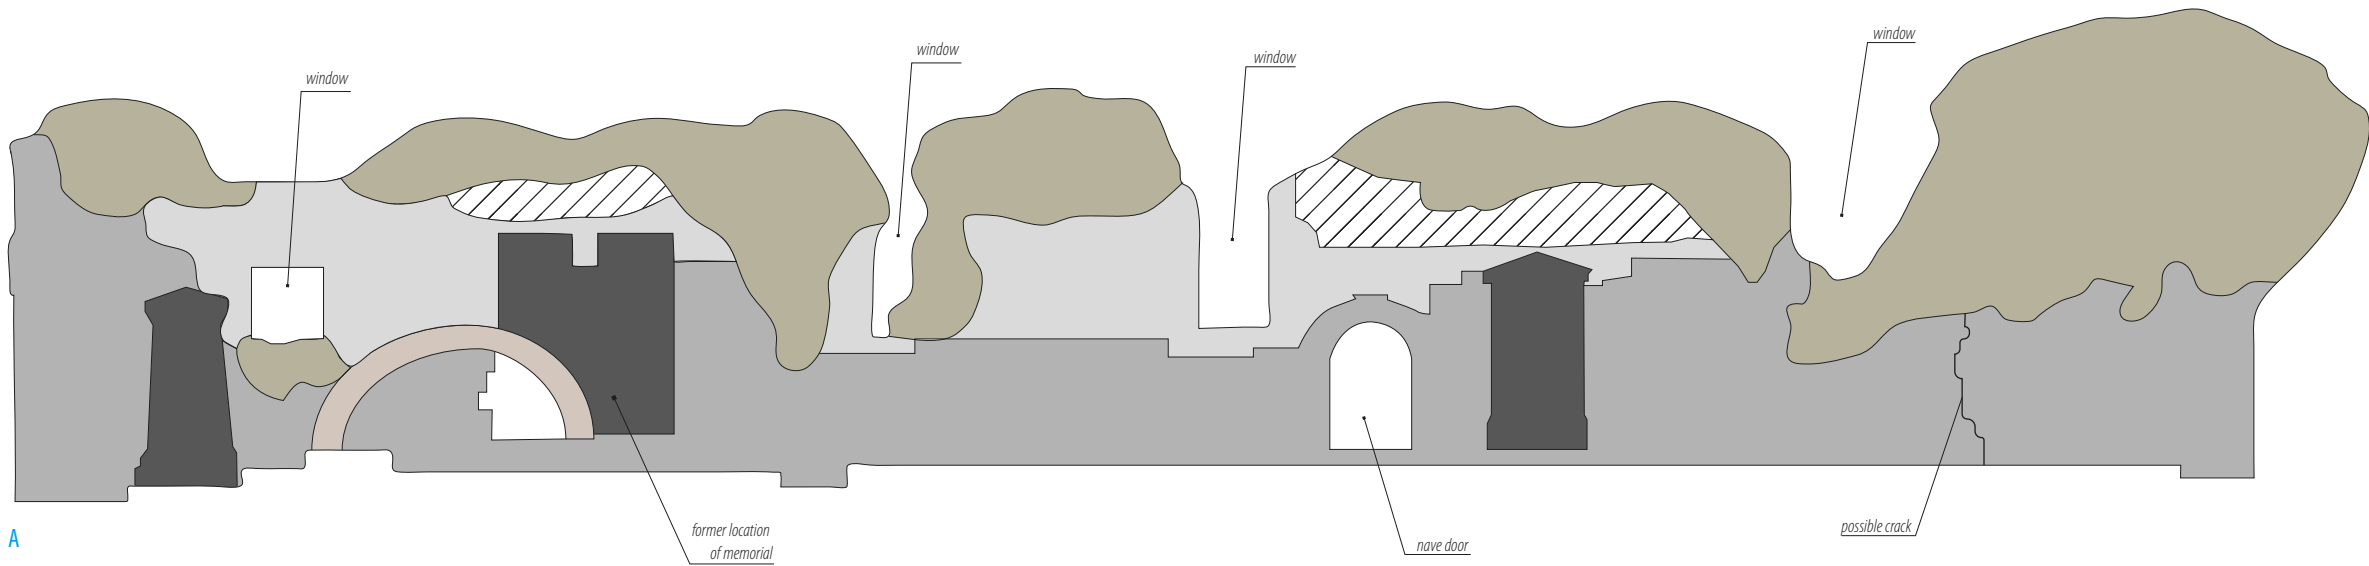 window
window
window
window
former location
of memorial
nave door
possible crack
A